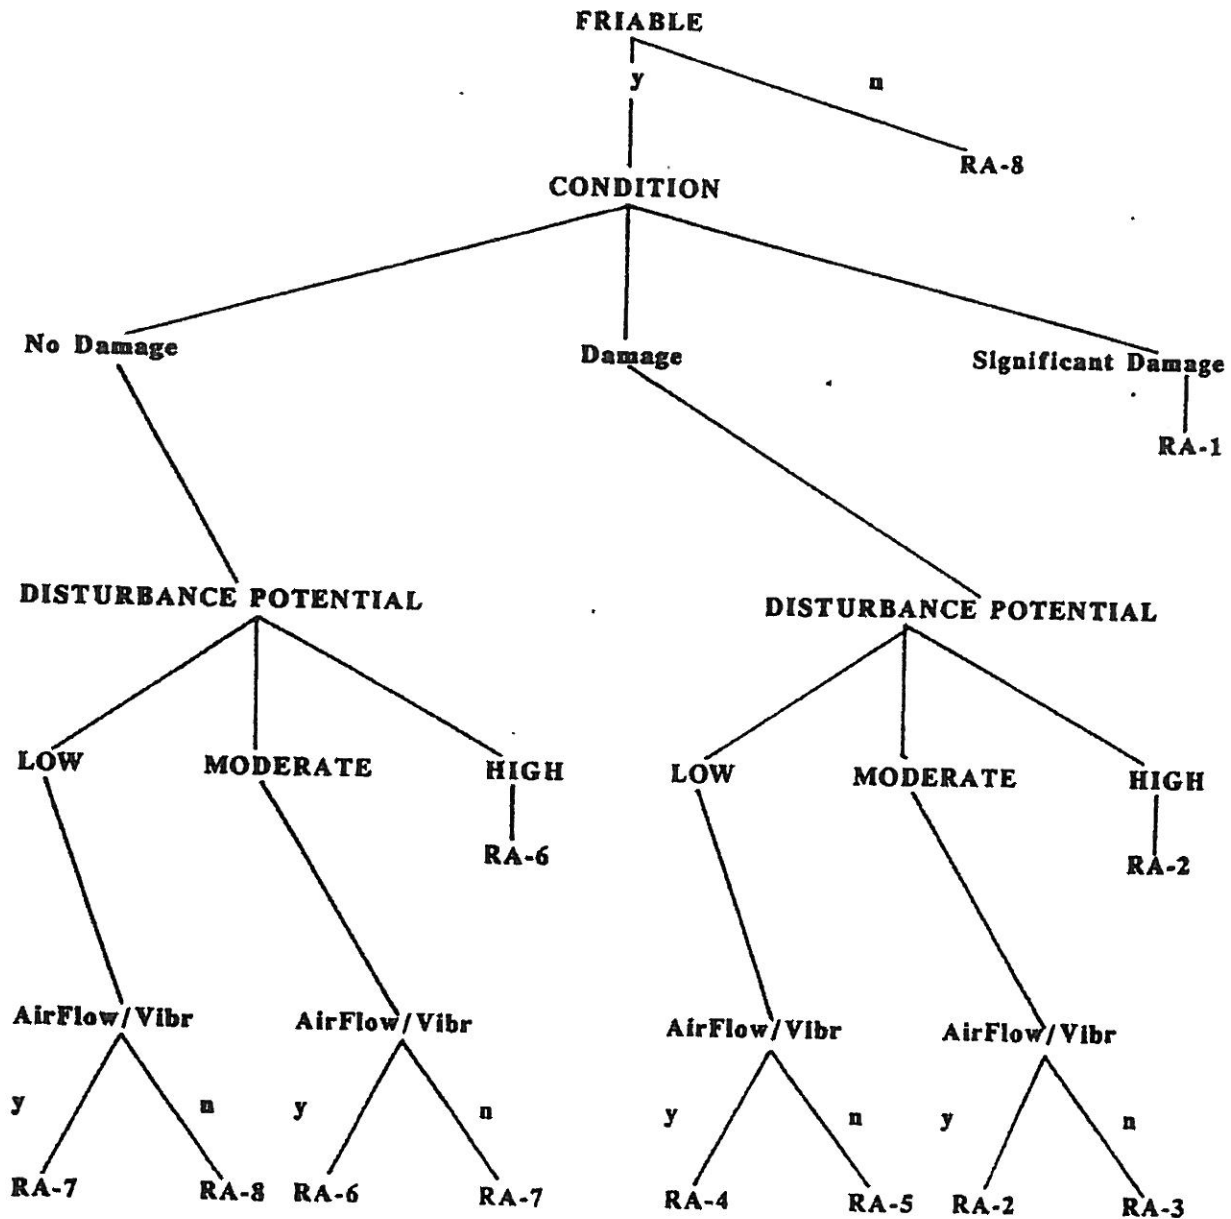 FRIABLE
y n
RA-8
CONDITION
No Damage Damage Significant Damage
RA-1
DISTURBANCE POTENTIAL DISTURBANCE POTENTIAL
LOW MODERATE HIGH LOW MODERATE HIGH
RA-6 RA-2
AirFlow/Vibr AirFlow/Vibr AirFlow/Vibr AirFlow/Vibr
y n y n y n y n
RA-7 RA-8 RA-6 RA-7 RA-4 RA-5 RA-2 RA-3